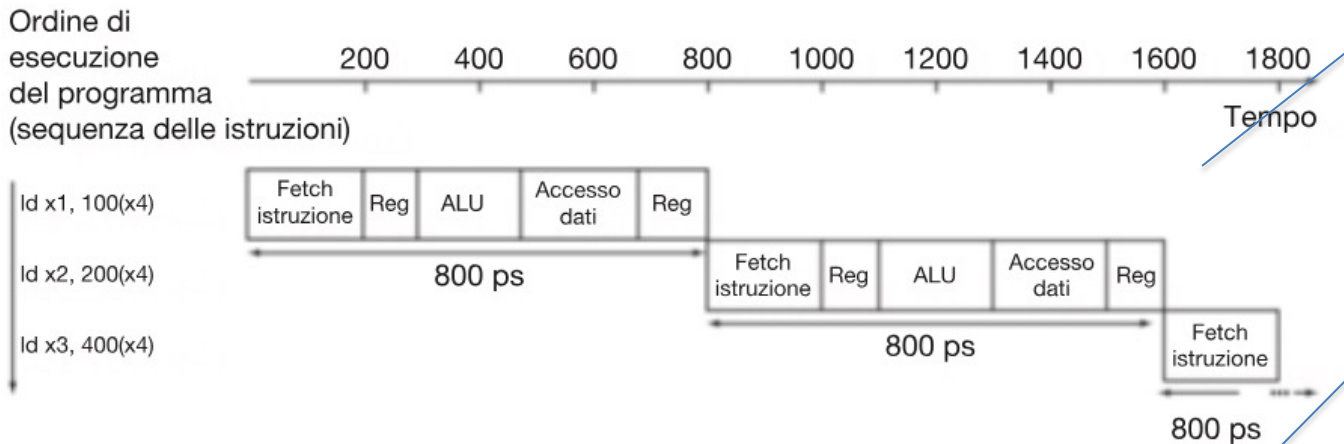 Ordine di
esecuzione
del programma
(sequenza delle istruzioni)
200 400 600 800 1000 1200 1400 1600 1800
Tempo
ld x1, 100(x4)
Fetch
istruzione
Reg
ALU
Accesso
dati
Reg
800 ps
ld x2, 200(x4)
Fetch
istruzione
Reg
ALU
Accesso
dati
Reg
800 ps
ld x3, 400(x4)
Fetch
istruzione
800 ps